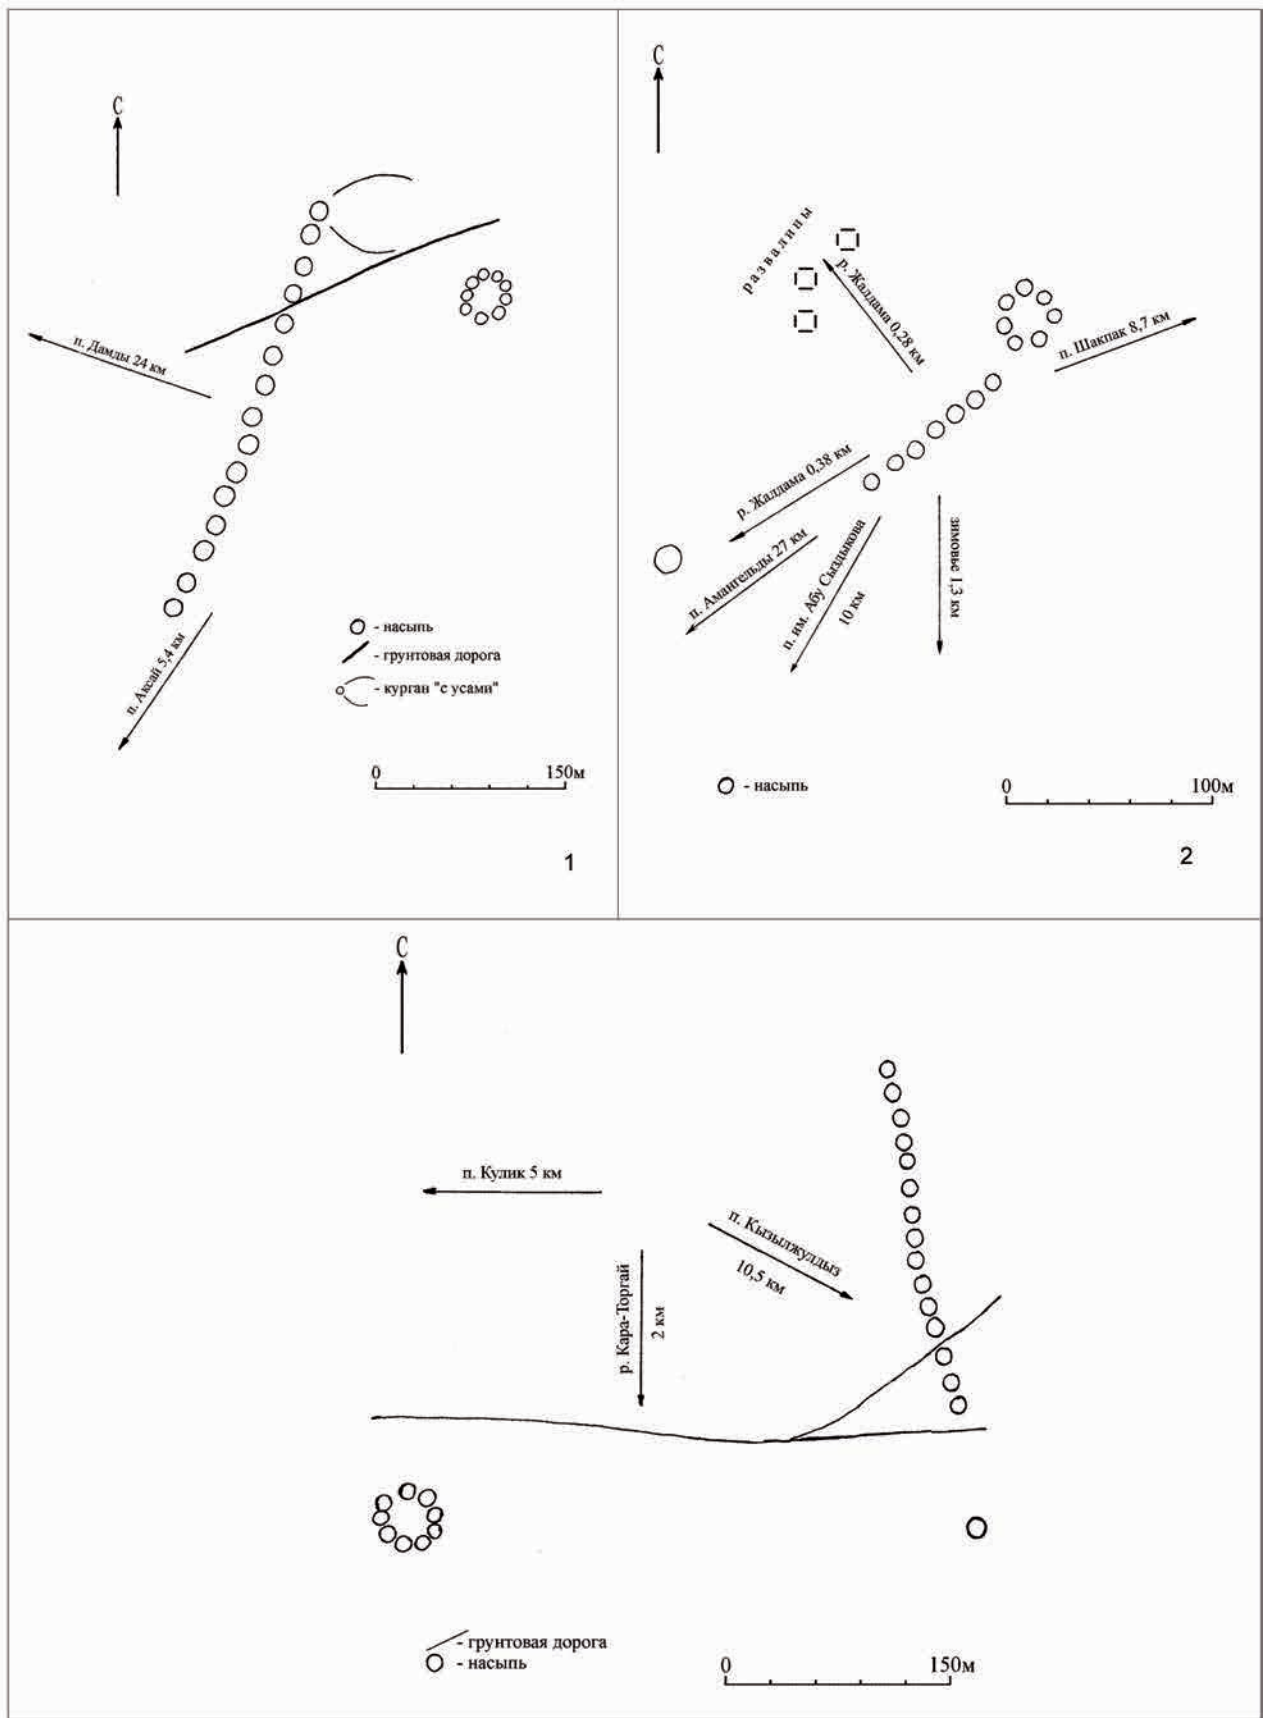 С
п. Дамды 24 км
п. Аксай 5,4 км
- насыпь
- грунтовая дорога
- курган "с усами"
0 150м
1
С
развалины
р. Жалдама 0,28 км
п. Шакпак 8,7 км
р. Жалдама 0,38 км
п. Амангельды 27 км
п. им. Абу Сыздыкова
10 км
зимовье 1,3 км
- насыпь
0 100м
2
С
п. Кулик 5 км
п. Кызылжулдыз
10,5 км
р. Кара-Торгай
2 км
- грунтовая дорога
- насыпь
0 150м